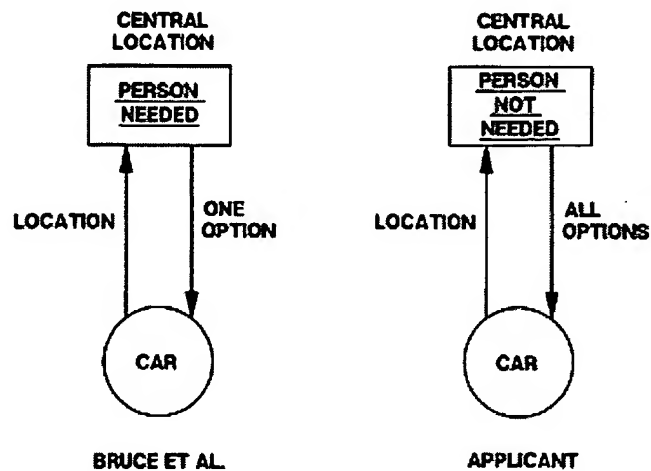 CENTRAL
LOCATION
PERSON
NEEDED
LOCATION
ONE
OPTION
CAR
BRUCE ET AL.
CENTRAL
LOCATION
PERSON
NOT
NEEDED
LOCATION
ALL
OPTIONS
CAR
APPLICANT